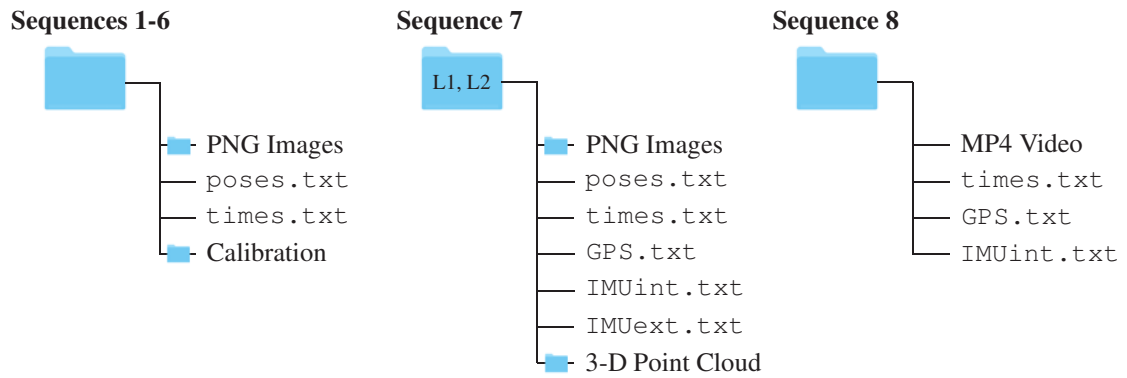 Sequences 1-6
PNG Images
poses.txt
times.txt
Calibration
Sequence 7
L1, L2
PNG Images
poses.txt
times.txt
GPS.txt
IMUint.txt
IMUext.txt
3-D Point Cloud
Sequence 8
MP4 Video
times.txt
GPS.txt
IMUint.txt